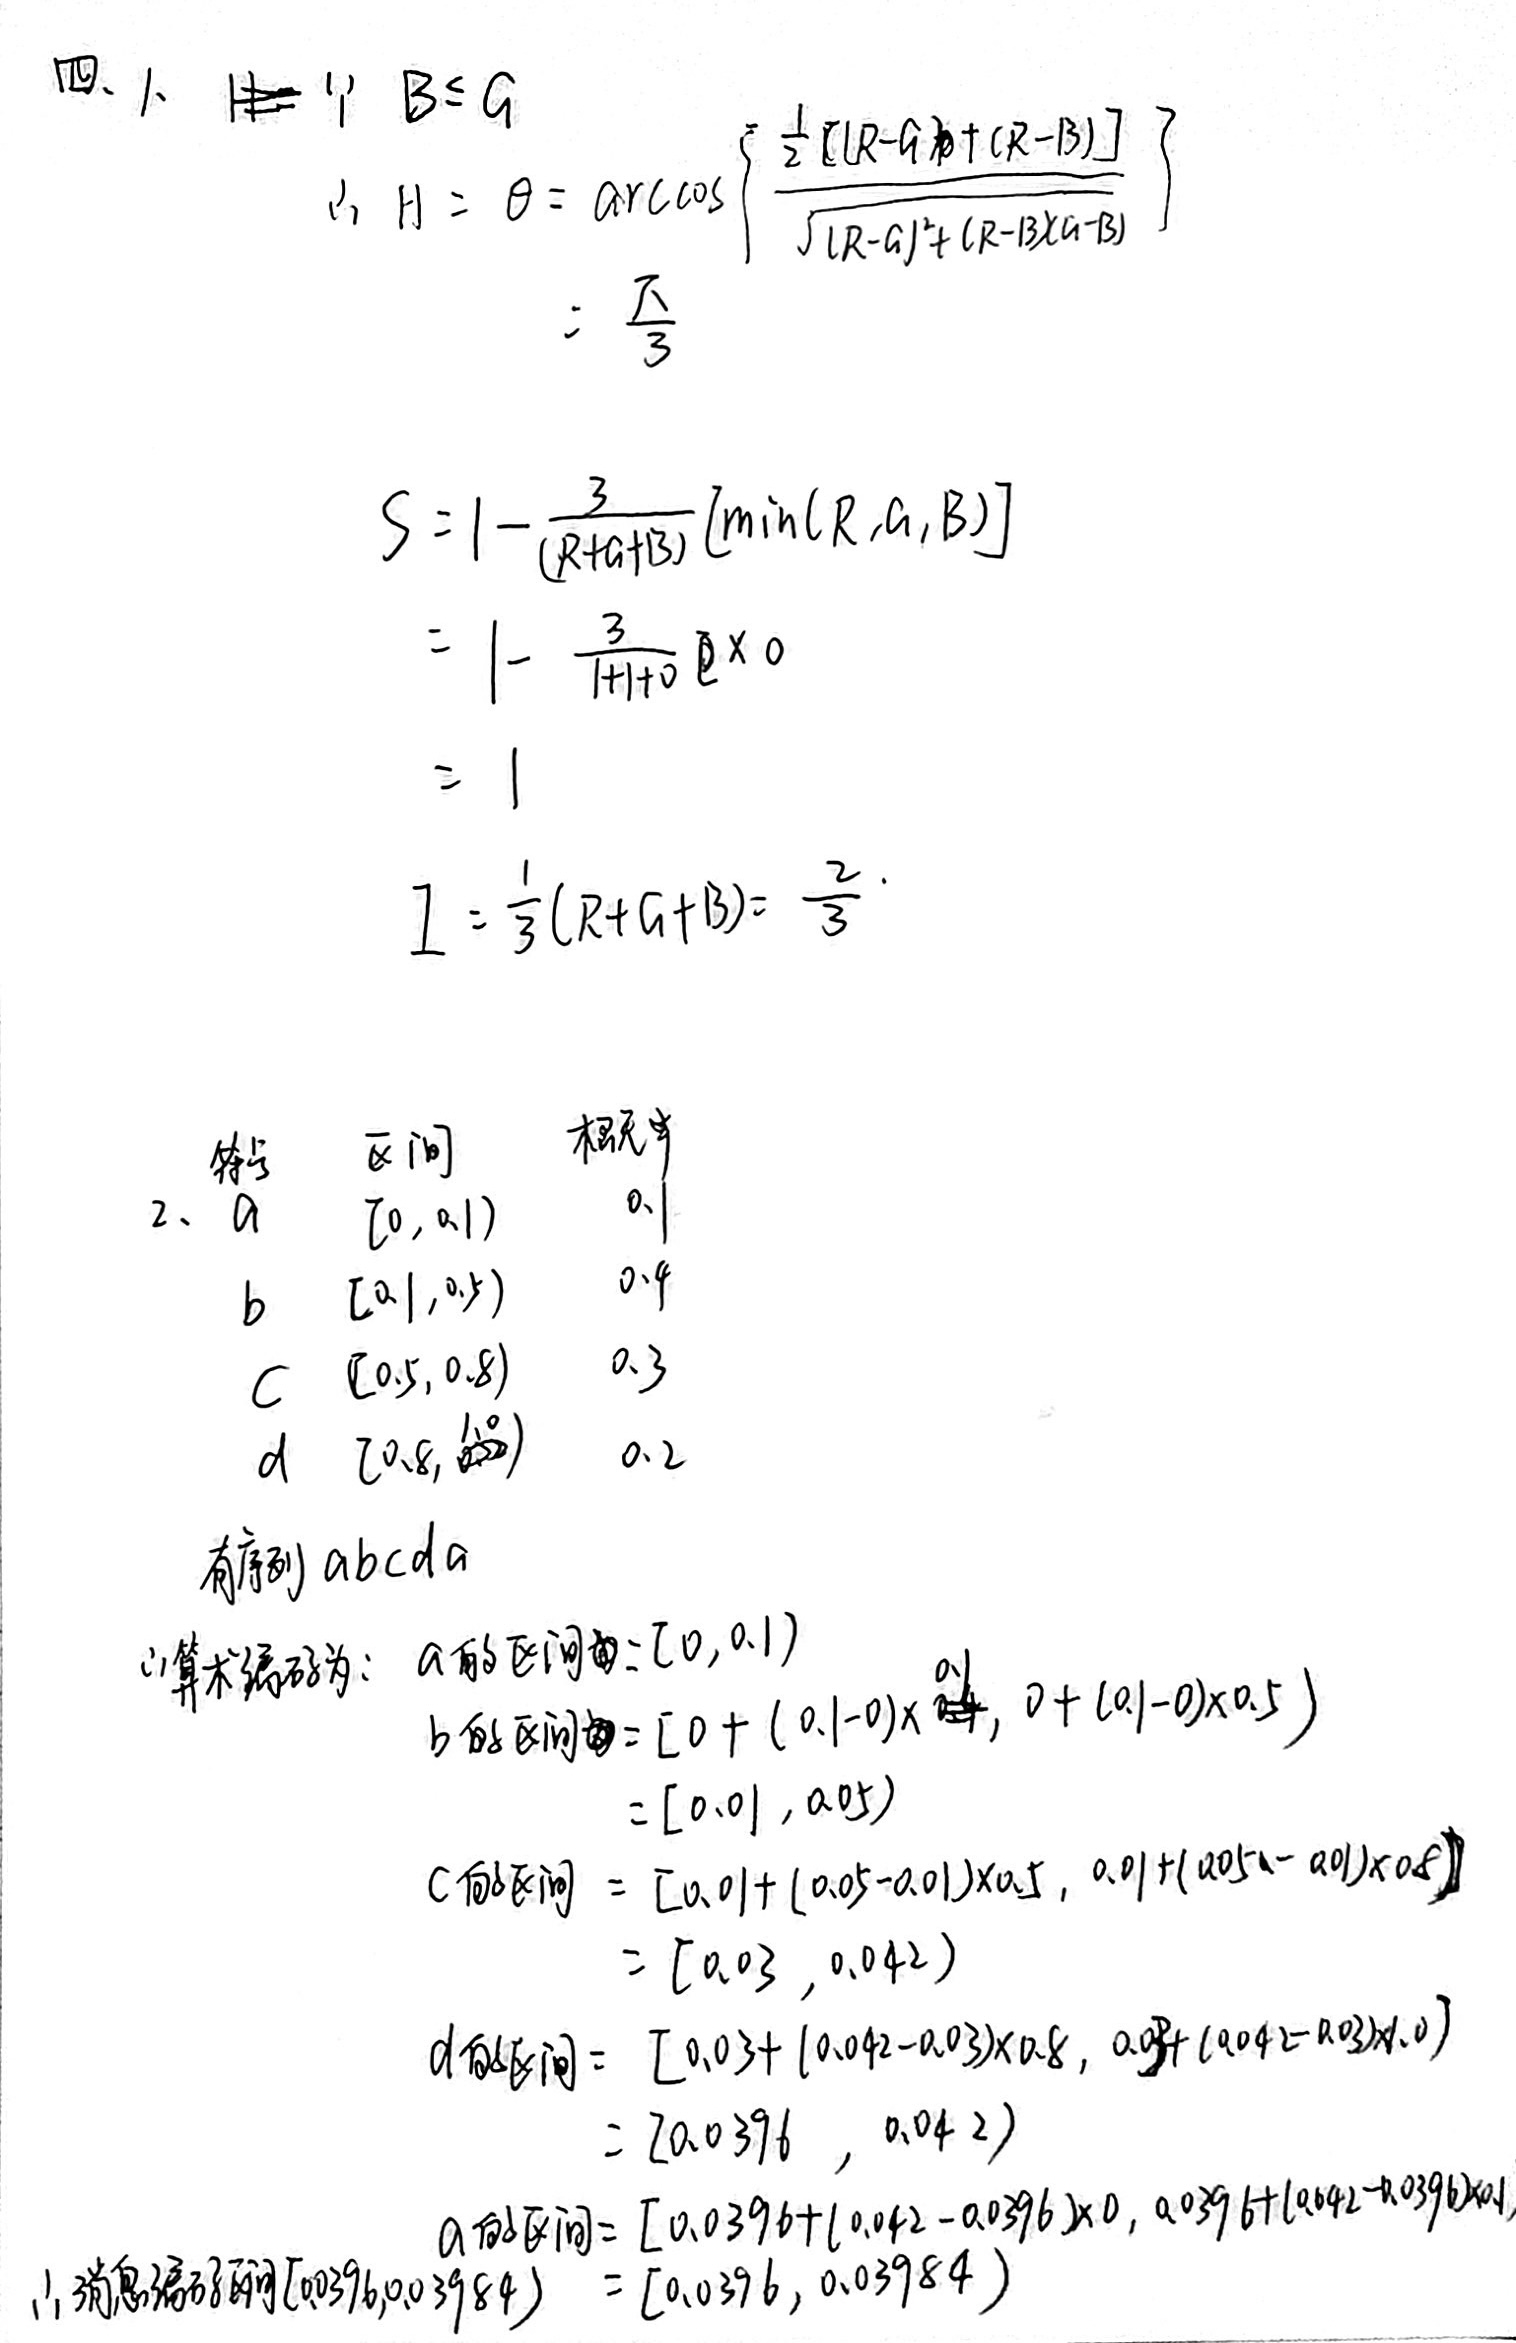 四、1、 ∵ B≤G
∴ H = θ = arccos{ \frac{\frac{1}{2}[(R-G)+(R-B)]}{\sqrt{(R-G)^2+(R-B)(G-B)}} }
= \frac{π}{3}
S = 1 - \frac{3}{(R+G+B)}[min(R,G,B)]
= 1 - \frac{3}{1+1+0} × 0
= 1
I = \frac{1}{3}(R+G+B) = \frac{2}{3}.
符号 区间 概率
2、 a [0, 0.1) 0.1
b [0.1, 0.5) 0.4
c [0.5, 0.8) 0.3
d [0.8, 1.0) 0.2
有序列 abcda
∴算术编码为: a的区间=[0, 0.1)
b的区间=[0+(0.1-0)×0.1, 0+(0.1-0)×0.5)
=[0.01, 0.05)
c的区间 = [0.01+(0.05-0.01)×0.5, 0.01+(0.05-0.01)×0.8)
= [0.03, 0.042)
d的区间= [0.03+(0.042-0.03)×0.8, 0.03+(0.042-0.03)×1.0)
= [0.0396, 0.042)
a的区间= [0.0396+(0.042-0.0396)×0, 0.0396+(0.042-0.0396)×0.1)
∴消息编码区间[0.0396,0.03984) = [0.0396, 0.03984)